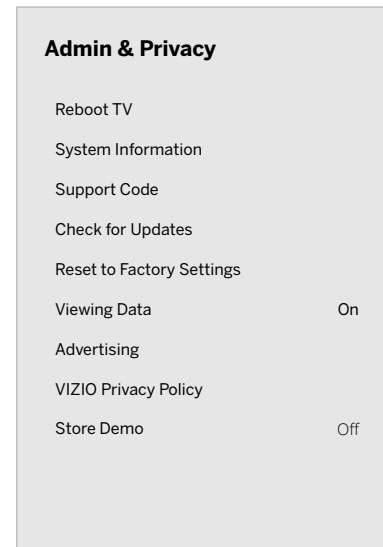 Admin & Privacy
Reboot TV
System Information
Support Code
Check for Updates
Reset to Factory Settings
Viewing Data On
Advertising
VIZIO Privacy Policy
Store Demo Off